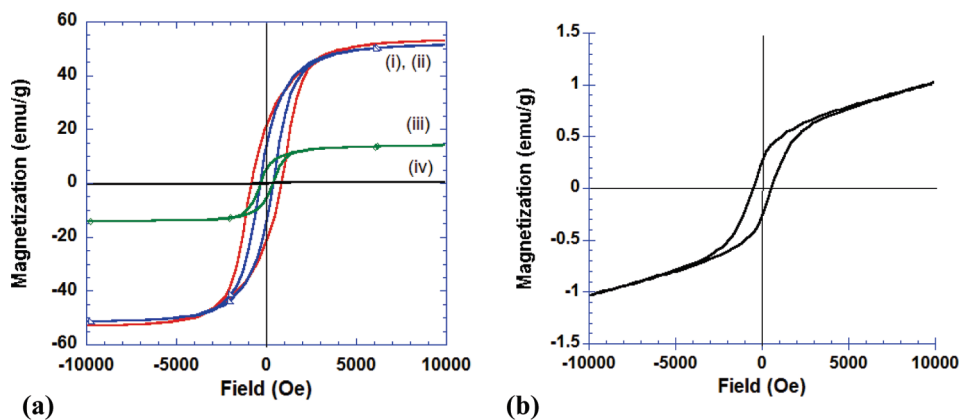 60
40
20
0
-20
-40
-60
-10000 -5000 0 5000 10000
Magnetization (emu/g)
Field (Oe)
(i), (ii)
(iii)
(iv)
(a)
1.5
1
0.5
0
-0.5
-1
-1.5
-10000 -5000 0 5000 10000
Magnetization (emu/g)
Field (Oe)
(b)